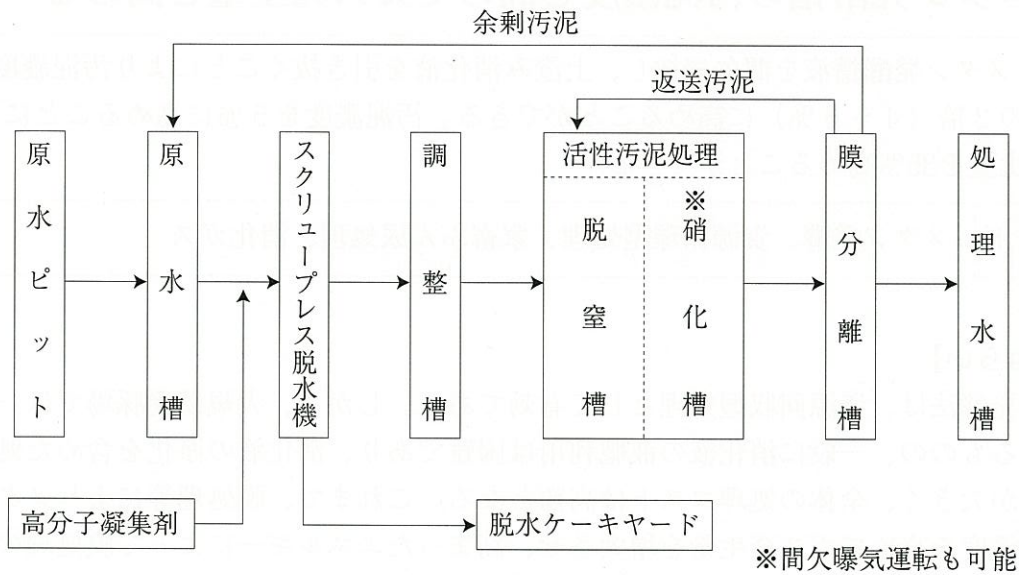 余剰汚泥
返送汚泥
原水ピット
原水槽
スクリュープレス脱水機
調整槽
活性汚泥処理
脱窒槽
※硝化槽
膜分離槽
処理水槽
高分子凝集剤
脱水ケーキヤード
※間欠曝気運転も可能